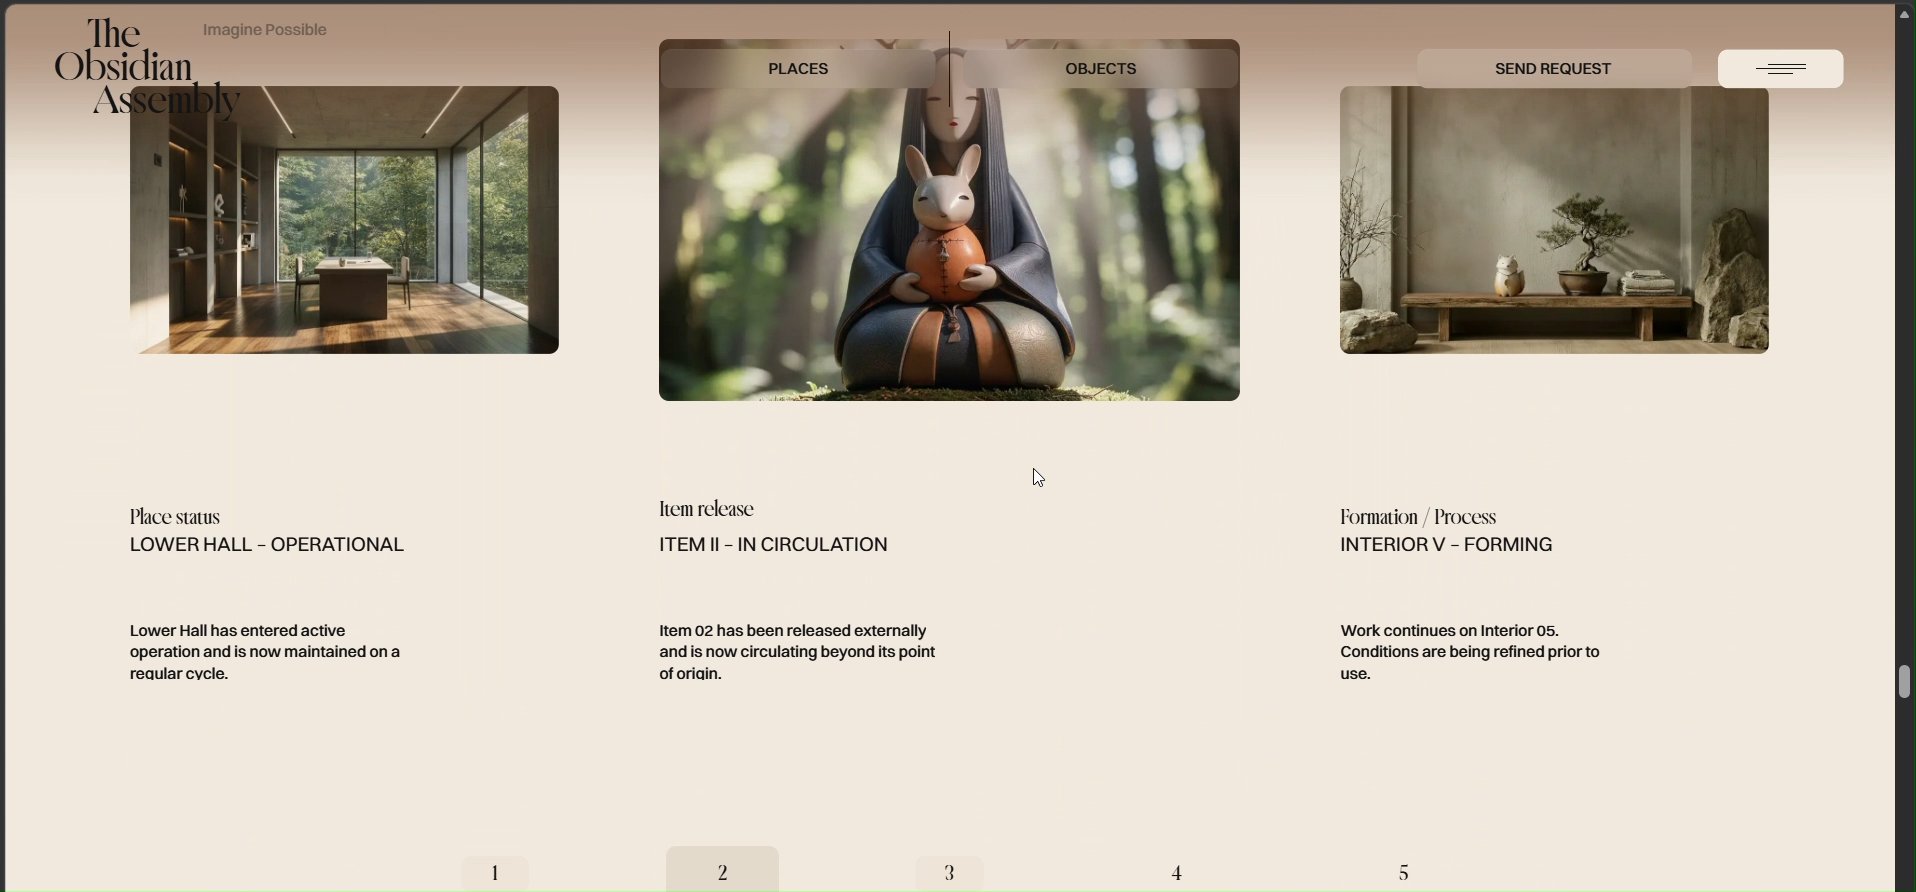 The
Obsidian
Assembly
Imagine Possible
PLACES
OBJECTS
SEND REQUEST
Place status
LOWER HALL – OPERATIONAL
Lower Hall has entered active
operation and is now maintained on a
regular cycle.
Item release
ITEM II – IN CIRCULATION
Item 02 has been released externally
and is now circulating beyond its point
of origin.
Formation / Process
INTERIOR V – FORMING
Work continues on Interior 05.
Conditions are being refined prior to
use.
1
2
3
4
5